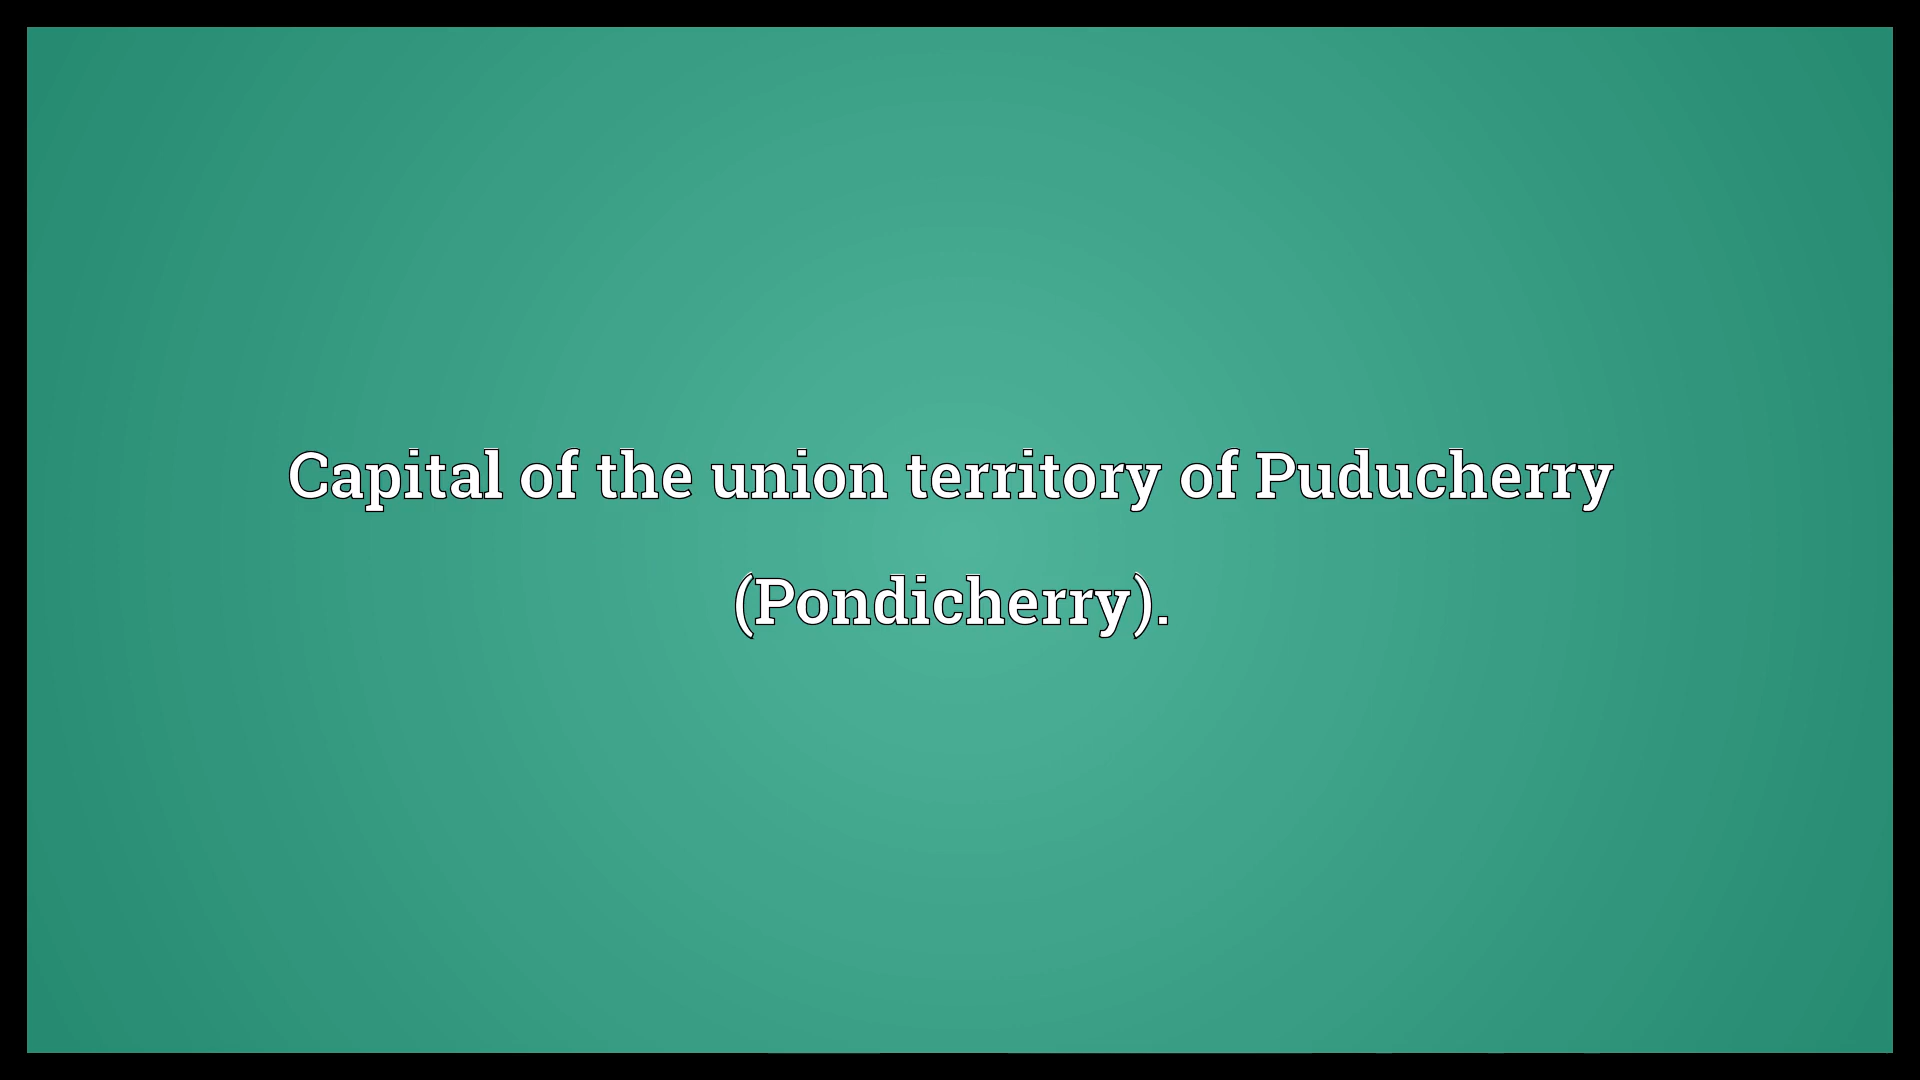 Capital of the union territory of Puducherry
(Pondicherry).